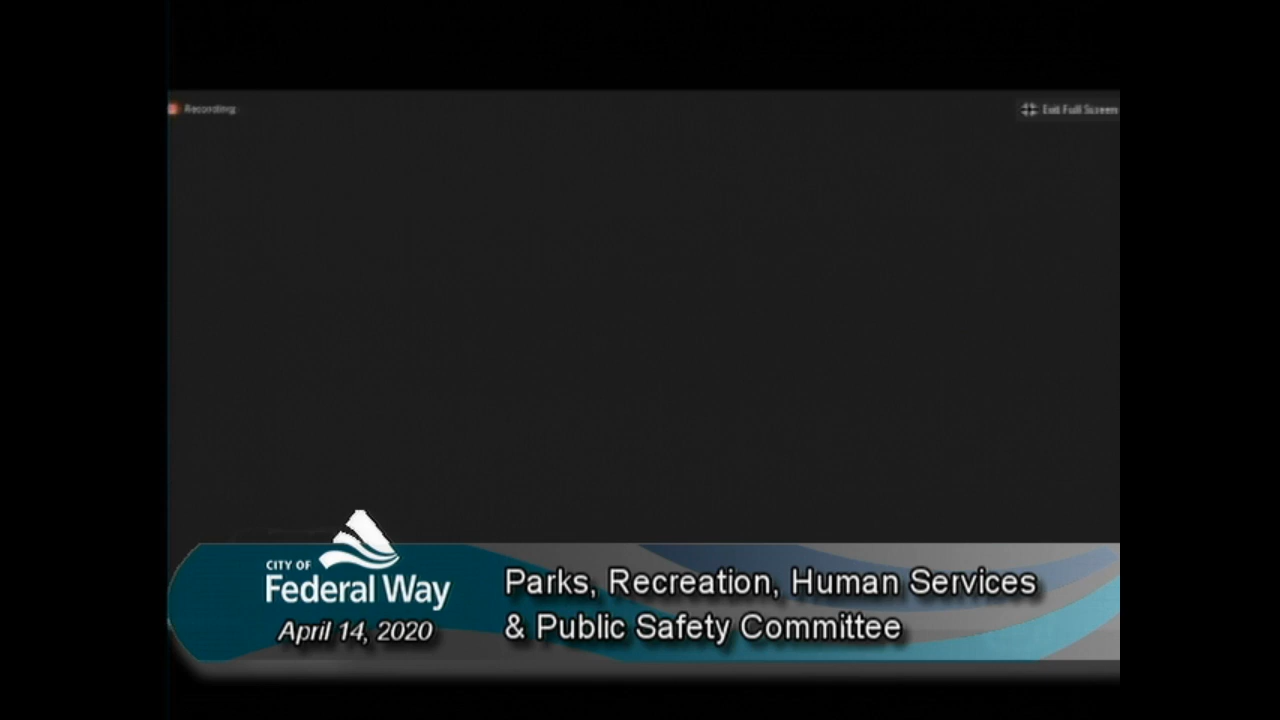 Recording
Exit Full Screen
CITY OF
Federal Way
April 14, 2020
Parks, Recreation, Human Services
& Public Safety Committee